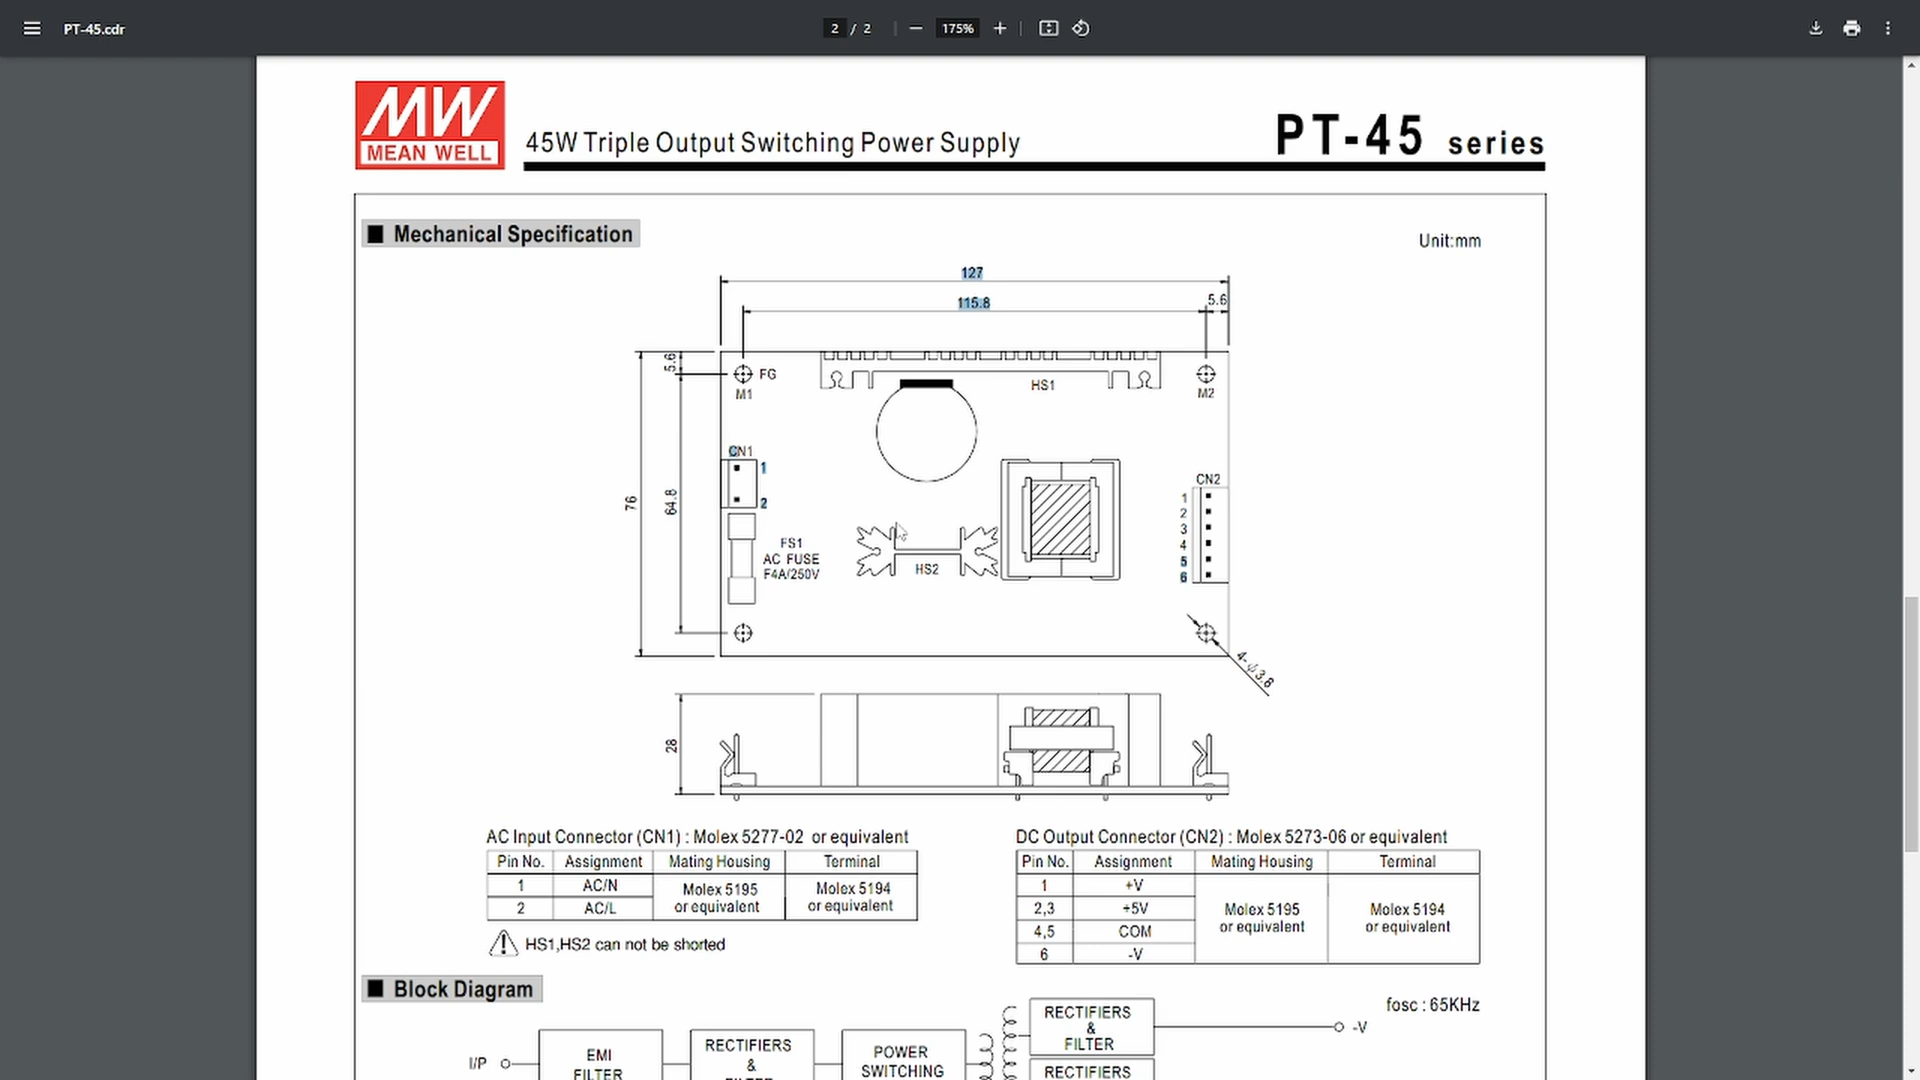 PT-45.cdr
2 / 2
175%
MW
MEAN WELL
45W Triple Output Switching Power Supply
PT-45 series
Mechanical Specification
Unit:mm
127
115.8
5.6
5.6
FG
M1
HS1
M2
CN1
1
2
CN2
1
2
3
4
5
6
76
64.8
FS1
AC FUSE
F4A/250V
HS2
28
AC Input Connector (CN1) : Molex 5277-02 or equivalent
Pin No. Assignment Mating Housing Terminal
1 AC/N Molex 5195 or equivalent Molex 5194 or equivalent
2 AC/L
HS1,HS2 can not be shorted
DC Output Connector (CN2) : Molex 5273-06 or equivalent
Pin No. Assignment Mating Housing Terminal
1 +V
2,3 +5V Molex 5195 or equivalent Molex 5194 or equivalent
4,5 COM
6 -V
Block Diagram
fosc : 65KHz
I/P
EMI
FILTER
RECTIFIERS
&
POWER
SWITCHING
RECTIFIERS
&
FILTER
-V
RECTIFIERS